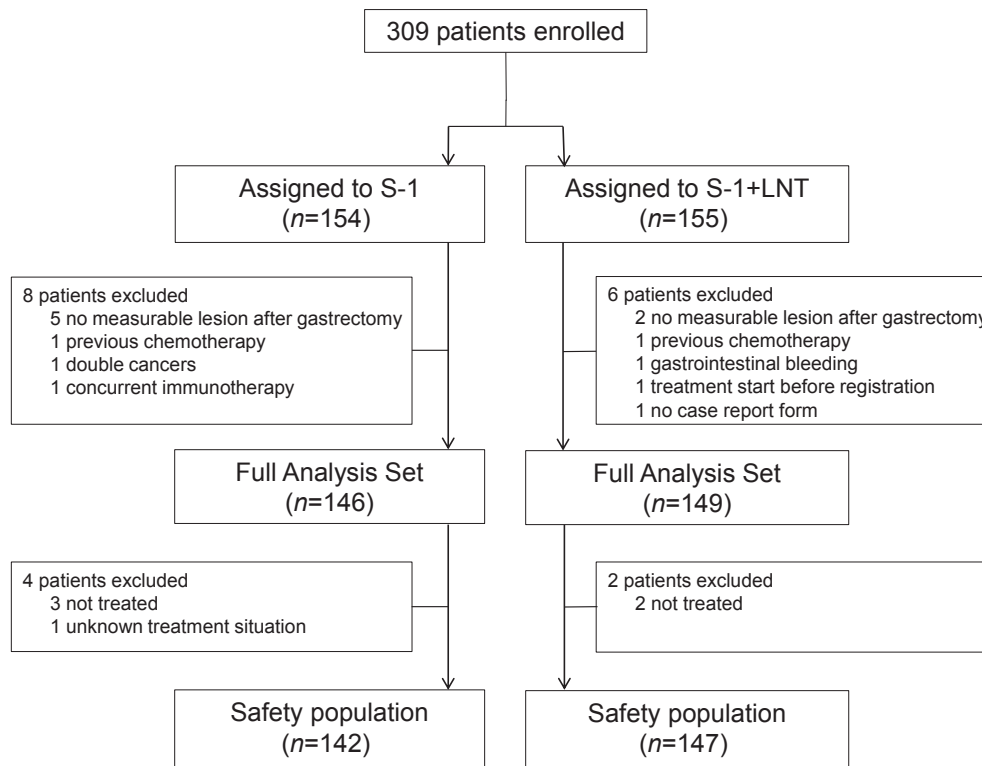 309 patients enrolled
Assigned to S-1
(n=154)
Assigned to S-1+LNT
(n=155)
8 patients excluded
5 no measurable lesion after gastrectomy
1 previous chemotherapy
1 double cancers
1 concurrent immunotherapy
6 patients excluded
2 no measurable lesion after gastrectomy
1 previous chemotherapy
1 gastrointestinal bleeding
1 treatment start before registration
1 no case report form
Full Analysis Set
(n=146)
Full Analysis Set
(n=149)
4 patients excluded
3 not treated
1 unknown treatment situation
2 patients excluded
2 not treated
Safety population
(n=142)
Safety population
(n=147)